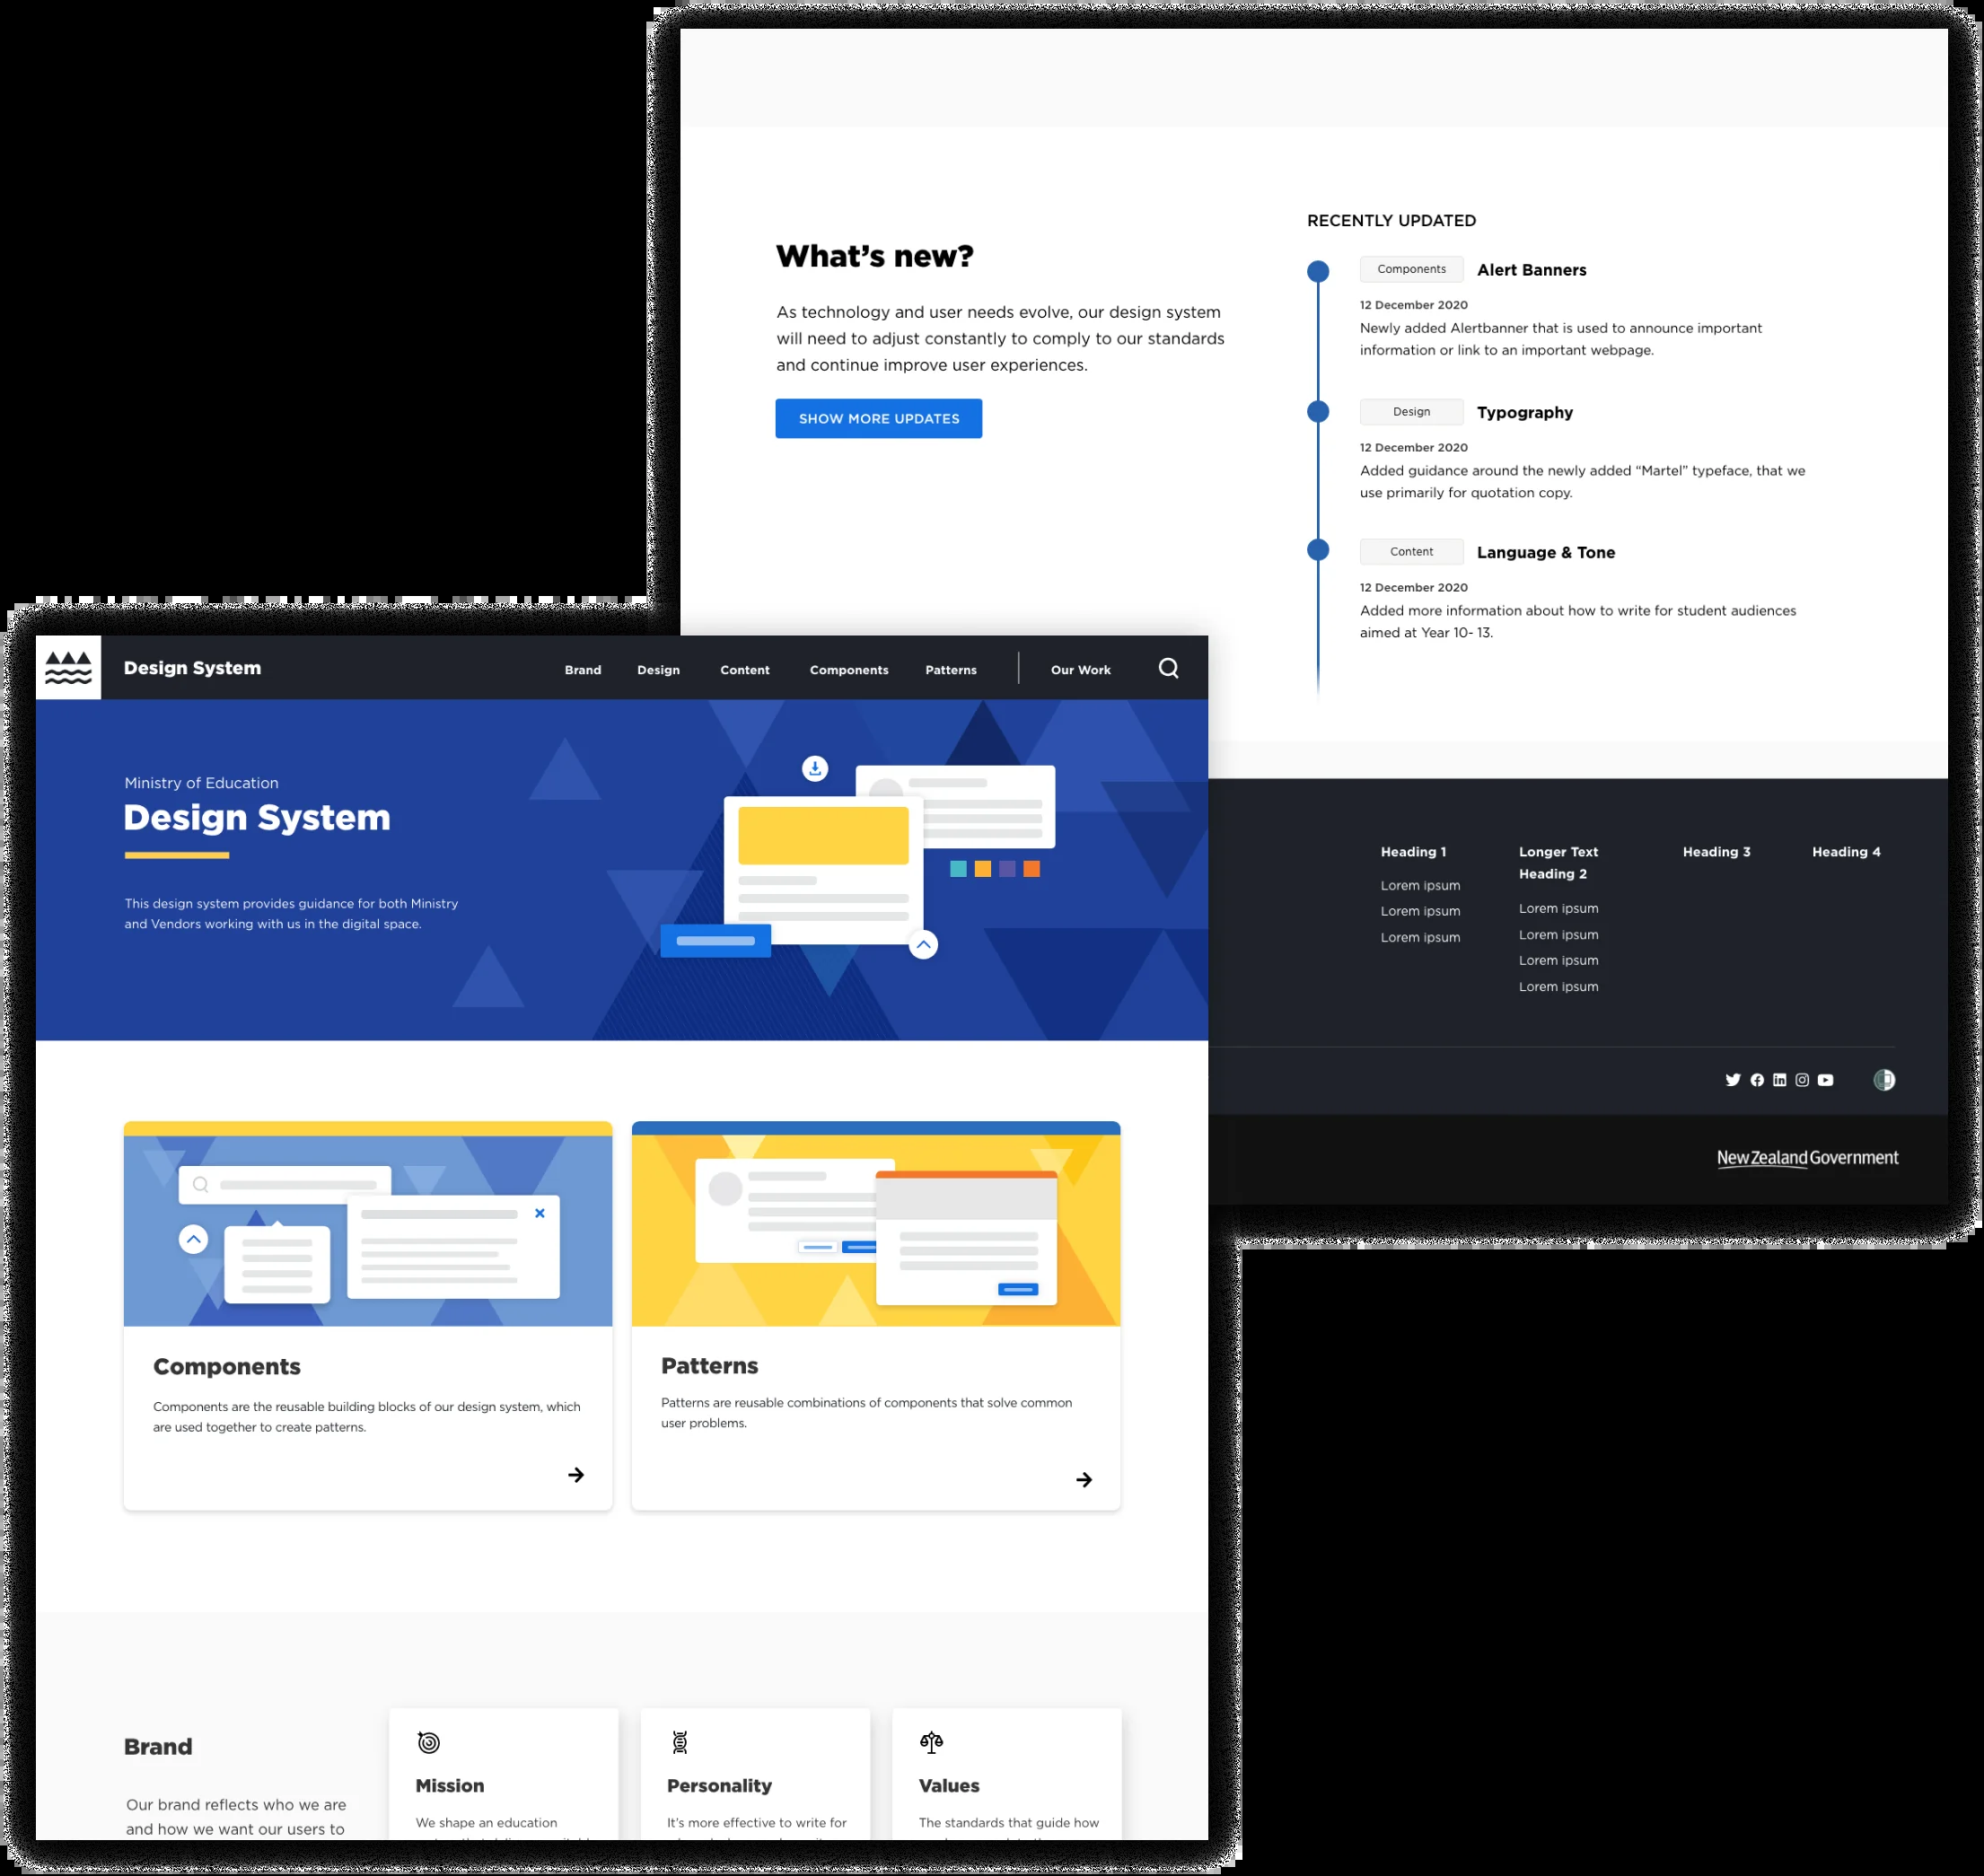 RECENTLY UPDATED
What's new?
As technology and user needs evolve, our design system
will need to adjust constantly to comply to our standards
and continue improve user experiences.
SHOW MORE UPDATES
Components
Alert Banners
12 December 2020
Newly added Alertbanner that is used to announce important
information or link to an important webpage.
Design
Typography
12 December 2020
Added guidance around the newly added “Martel” typeface, that we
use primarily for quotation copy.
Content
Language & Tone
12 December 2020
Added more information about how to write for student audiences
aimed at Year 10- 13.
Heading 1
Lorem ipsum
Lorem ipsum
Lorem ipsum
Longer Text
Heading 2
Lorem ipsum
Lorem ipsum
Lorem ipsum
Lorem ipsum
Heading 3
Heading 4
New Zealand Government
Design System
Brand
Design
Content
Components
Patterns
Our Work
Ministry of Education
Design System
This design system provides guidance for both Ministry
and Vendors working with us in the digital space.
Components
Components are the reusable building blocks of our design system, which
are used together to create patterns.
Patterns
Patterns are reusable combinations of components that solve common
user problems.
Brand
Our brand reflects who we are
and how we want our users to
Mission
We shape an education
Personality
It's more effective to write for
Values
The standards that guide how